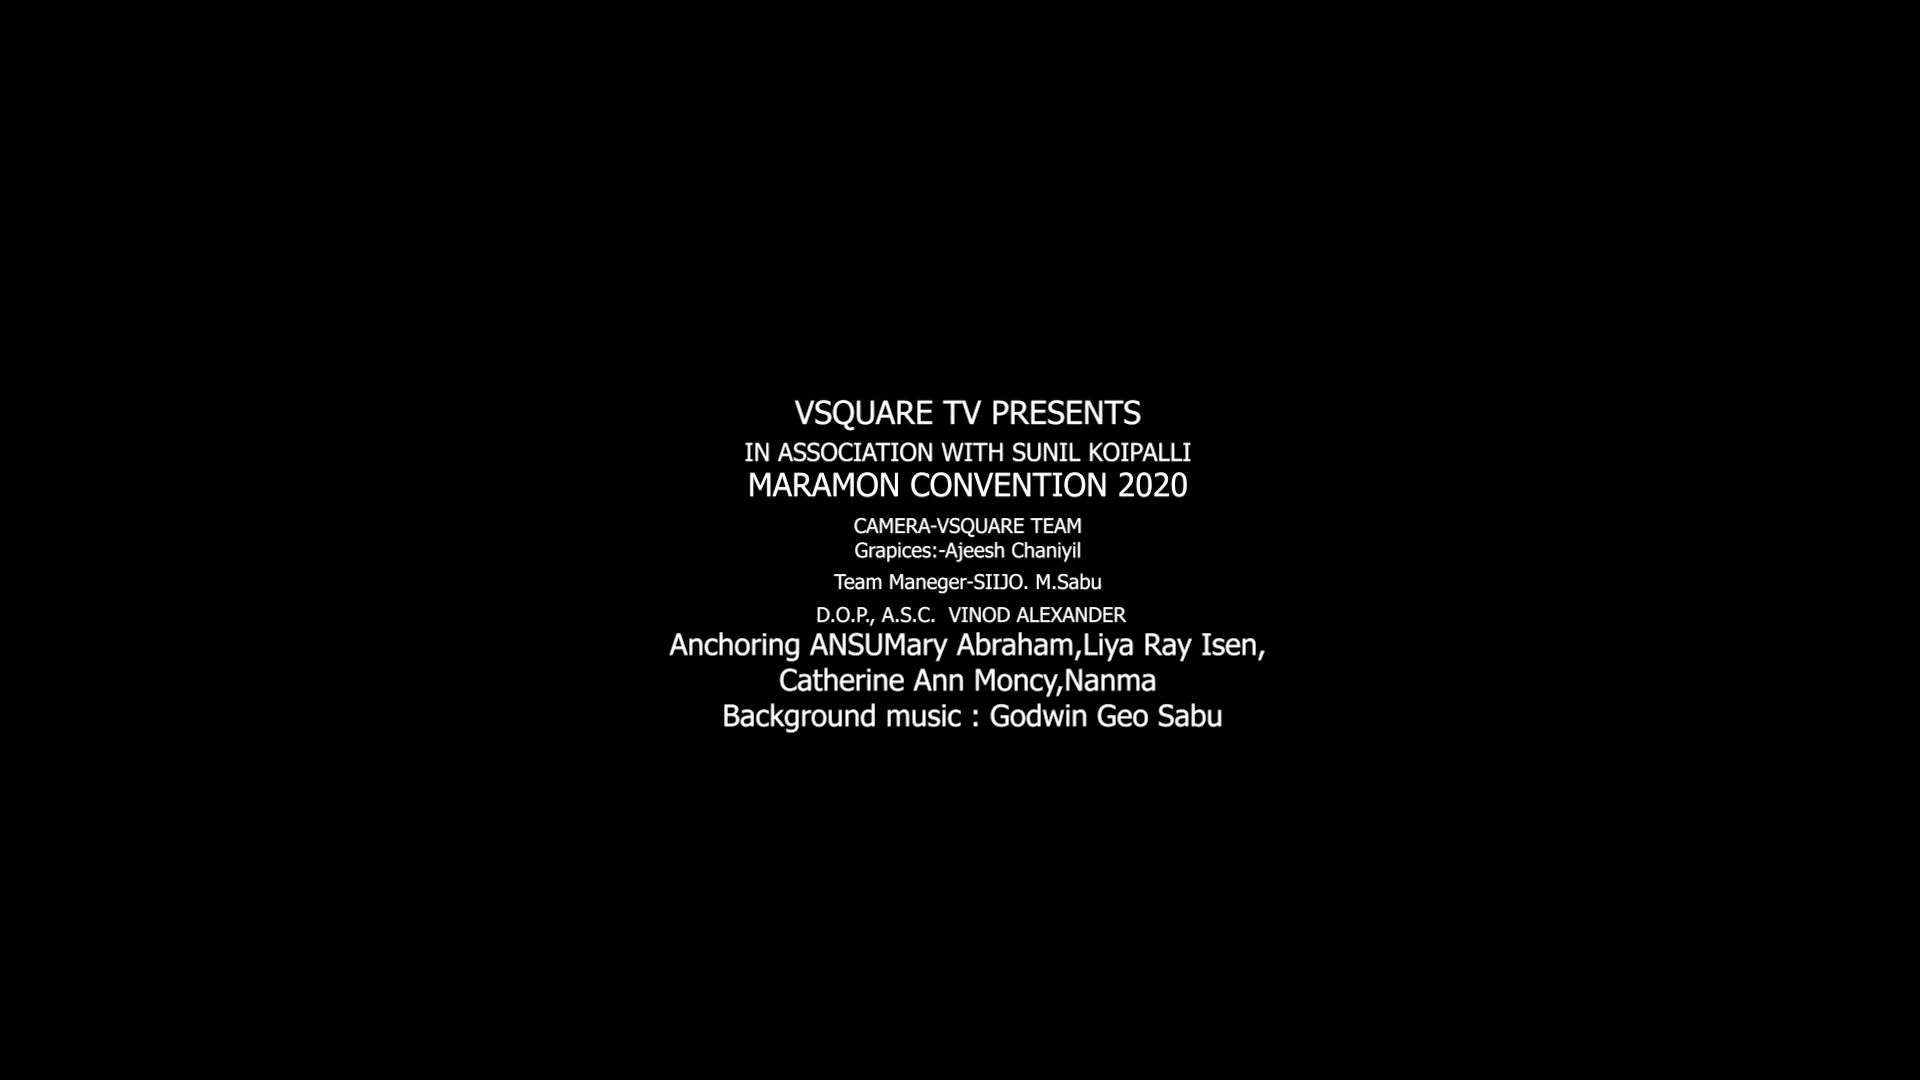 VSQUARE TV PRESENTS
IN ASSOCIATION WITH SUNIL KOIPALLI
MARAMON CONVENTION 2020
CAMERA-VSQUARE TEAM
Grapices:-Ajeesh Chaniyil
Team Maneger-SIIJO. M.Sabu
D.O.P., A.S.C.  VINOD ALEXANDER
Anchoring ANSUMary Abraham,Liya Ray Isen,
Catherine Ann Moncy,Nanma
Background music : Godwin Geo Sabu